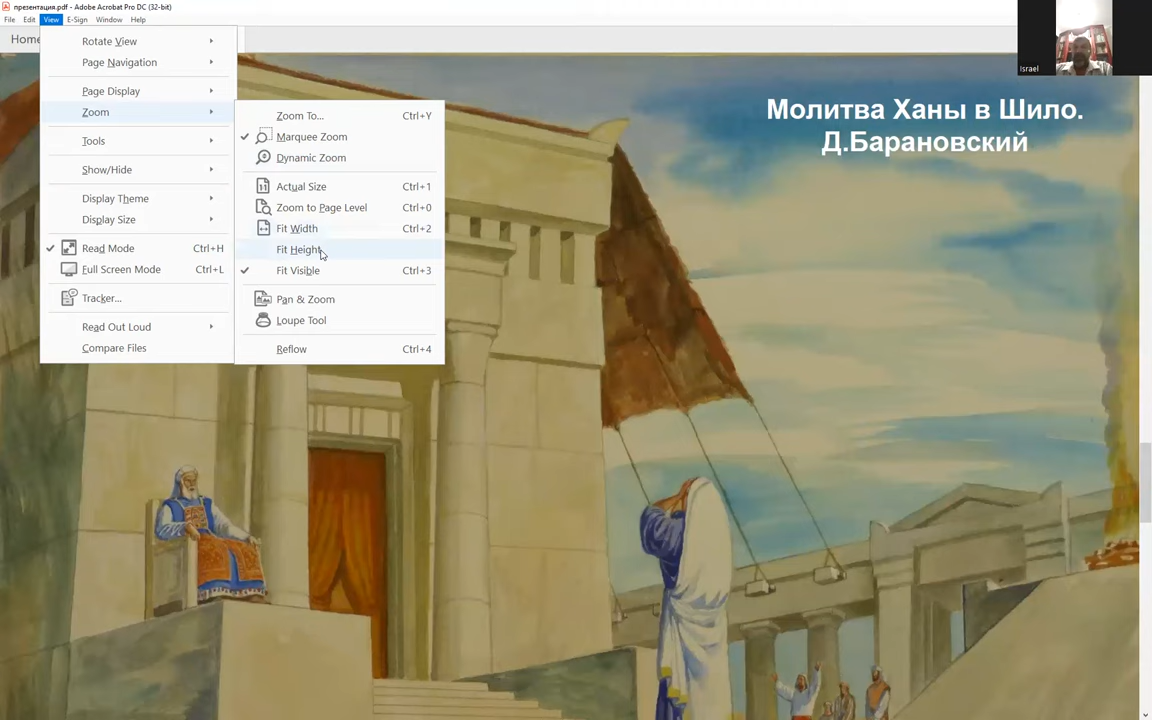 презентация.pdf - Adobe Acrobat Pro DC (32-bit)
File Edit View E-Sign Window Help
Home
Rotate View
Page Navigation
Page Display
Zoom
Tools
Show/Hide
Display Theme
Display Size
Read Mode Ctrl+H
Full Screen Mode Ctrl+L
Tracker...
Read Out Loud
Compare Files
Zoom To... Ctrl+Y
Marquee Zoom
Dynamic Zoom
Actual Size Ctrl+1
Zoom to Page Level Ctrl+0
Fit Width Ctrl+2
Fit Height
Fit Visible Ctrl+3
Pan & Zoom
Loupe Tool
Reflow Ctrl+4
Israel
Молитва Ханы в Шило.
Д.Барановский